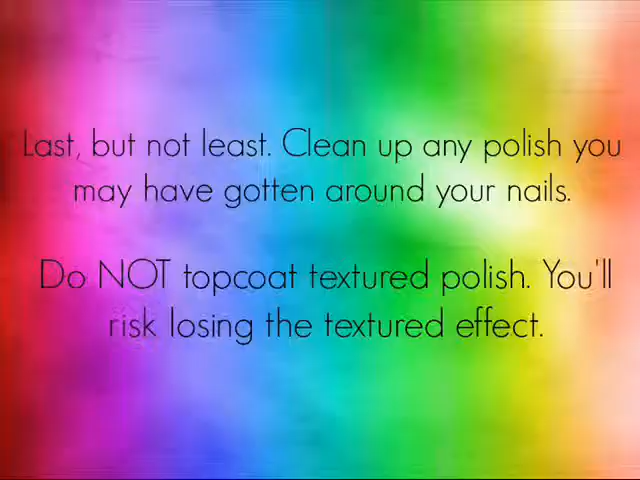 Last, but not least. Clean up any polish you
may have gotten around your nails.
Do NOT topcoat textured polish. You'll
risk losing the textured effect.